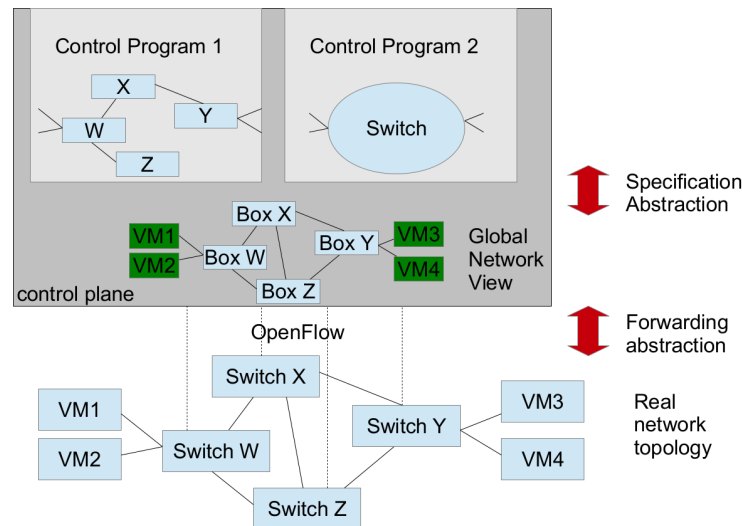 Control Program 1
Control Program 2
X
Y
W
Z
Switch
Specification
Abstraction
Box X
VM1
VM2
Box W
Box Y
VM3
VM4
Box Z
Global
Network
View
control plane
OpenFlow
Forwarding
abstraction
Switch X
VM1
VM2
Switch W
Switch Y
VM3
VM4
Switch Z
Real
network
topology